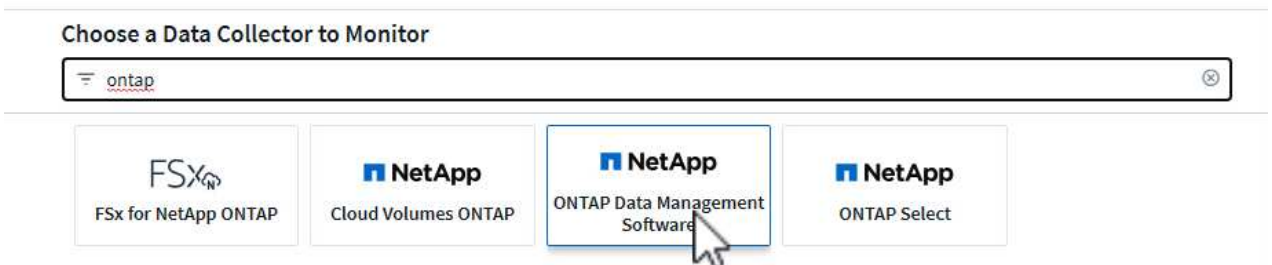 Choose a Data Collector to Monitor
ontap
FSxN
FSx for NetApp ONTAP
NetApp
Cloud Volumes ONTAP
NetApp
ONTAP Data Management
Software
NetApp
ONTAP Select